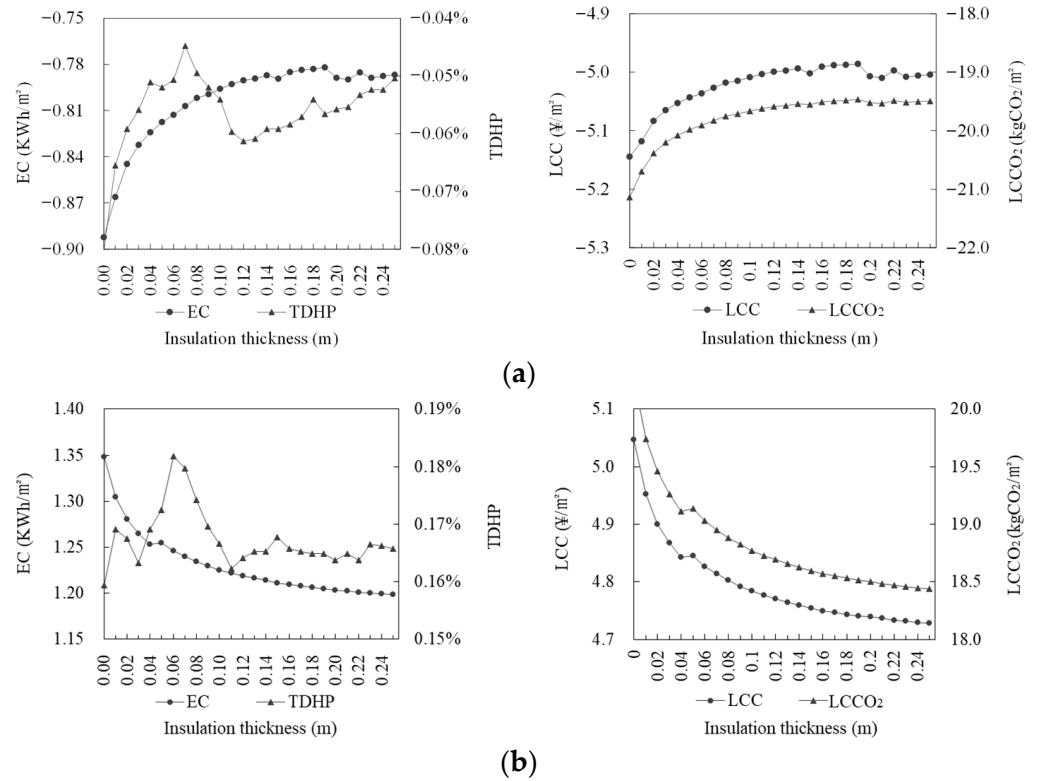 −0.75
−0.78
−0.81
−0.84
−0.87
−0.90
EC (KWh/m²)
−0.04%
−0.05%
−0.06%
−0.07%
−0.08%
TDHP
0.00 0.02 0.04 0.06 0.08 0.10 0.12 0.14 0.16 0.18 0.20 0.22 0.24
EC TDHP
Insulation thickness (m)
−4.9
−5.0
−5.1
−5.2
−5.3
LCC (¥/m²)
−18.0
−19.0
−20.0
−21.0
−22.0
LCCO₂ (kgCO₂/m²)
0 0.02 0.04 0.06 0.08 0.1 0.12 0.14 0.16 0.18 0.2 0.22 0.24
LCC LCCO₂
Insulation thickness (m)
(a)
1.40
1.35
1.30
1.25
1.20
1.15
EC (KWh/m²)
0.19%
0.18%
0.17%
0.16%
0.15%
TDHP
0.00 0.02 0.04 0.06 0.08 0.10 0.12 0.14 0.16 0.18 0.20 0.22 0.24
EC TDHP
Insulation thickness (m)
5.1
5.0
4.9
4.8
4.7
LCC (¥/m²)
20.0
19.5
19.0
18.5
18.0
LCCO₂ (kgCO₂/m²)
0 0.02 0.04 0.06 0.08 0.1 0.12 0.14 0.16 0.18 0.2 0.22 0.24
LCC LCCO₂
Insulation thickness (m)
(b)